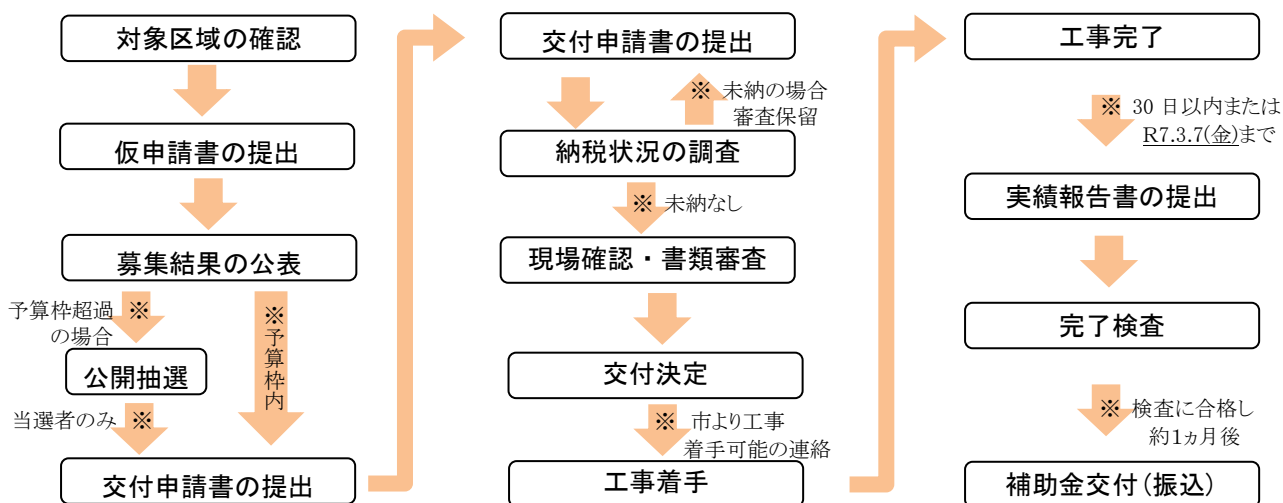 対象区域の確認
仮申請書の提出
募集結果の公表
予算枠超過
の場合
※
公開抽選
当選者のみ
※
※予算枠内
交付申請書の提出
交付申請書の提出
※ 未納の場合
審査保留
納税状況の調査
※ 未納なし
現場確認・書類審査
交付決定
※ 市より工事
着手可能の連絡
工事着手
工事完了
※ 30 日以内または
R7.3.7(金)まで
実績報告書の提出
完了検査
※ 検査に合格し
約1ヵ月後
補助金交付(振込)